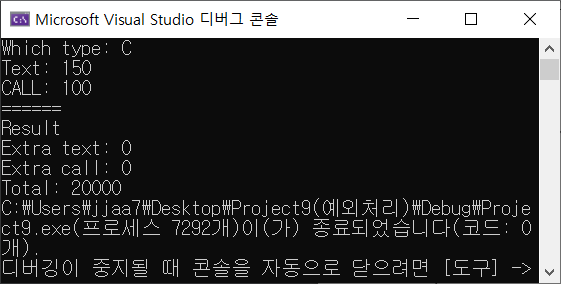 Microsoft Visual Studio 디버그 콘솔
Which type: C
Text: 150
CALL: 100
======
Result
Extra text: 0
Extra call: 0
Total: 20000
C:₩Users₩jjaa7₩Desktop₩Project9(예외처리)₩Debug₩Proje
ct9.exe(프로세스 7292개)이(가) 종료되었습니다(코드: 0
개).
디버깅이 중지될 때 콘솔을 자동으로 닫으려면 [도구] ->